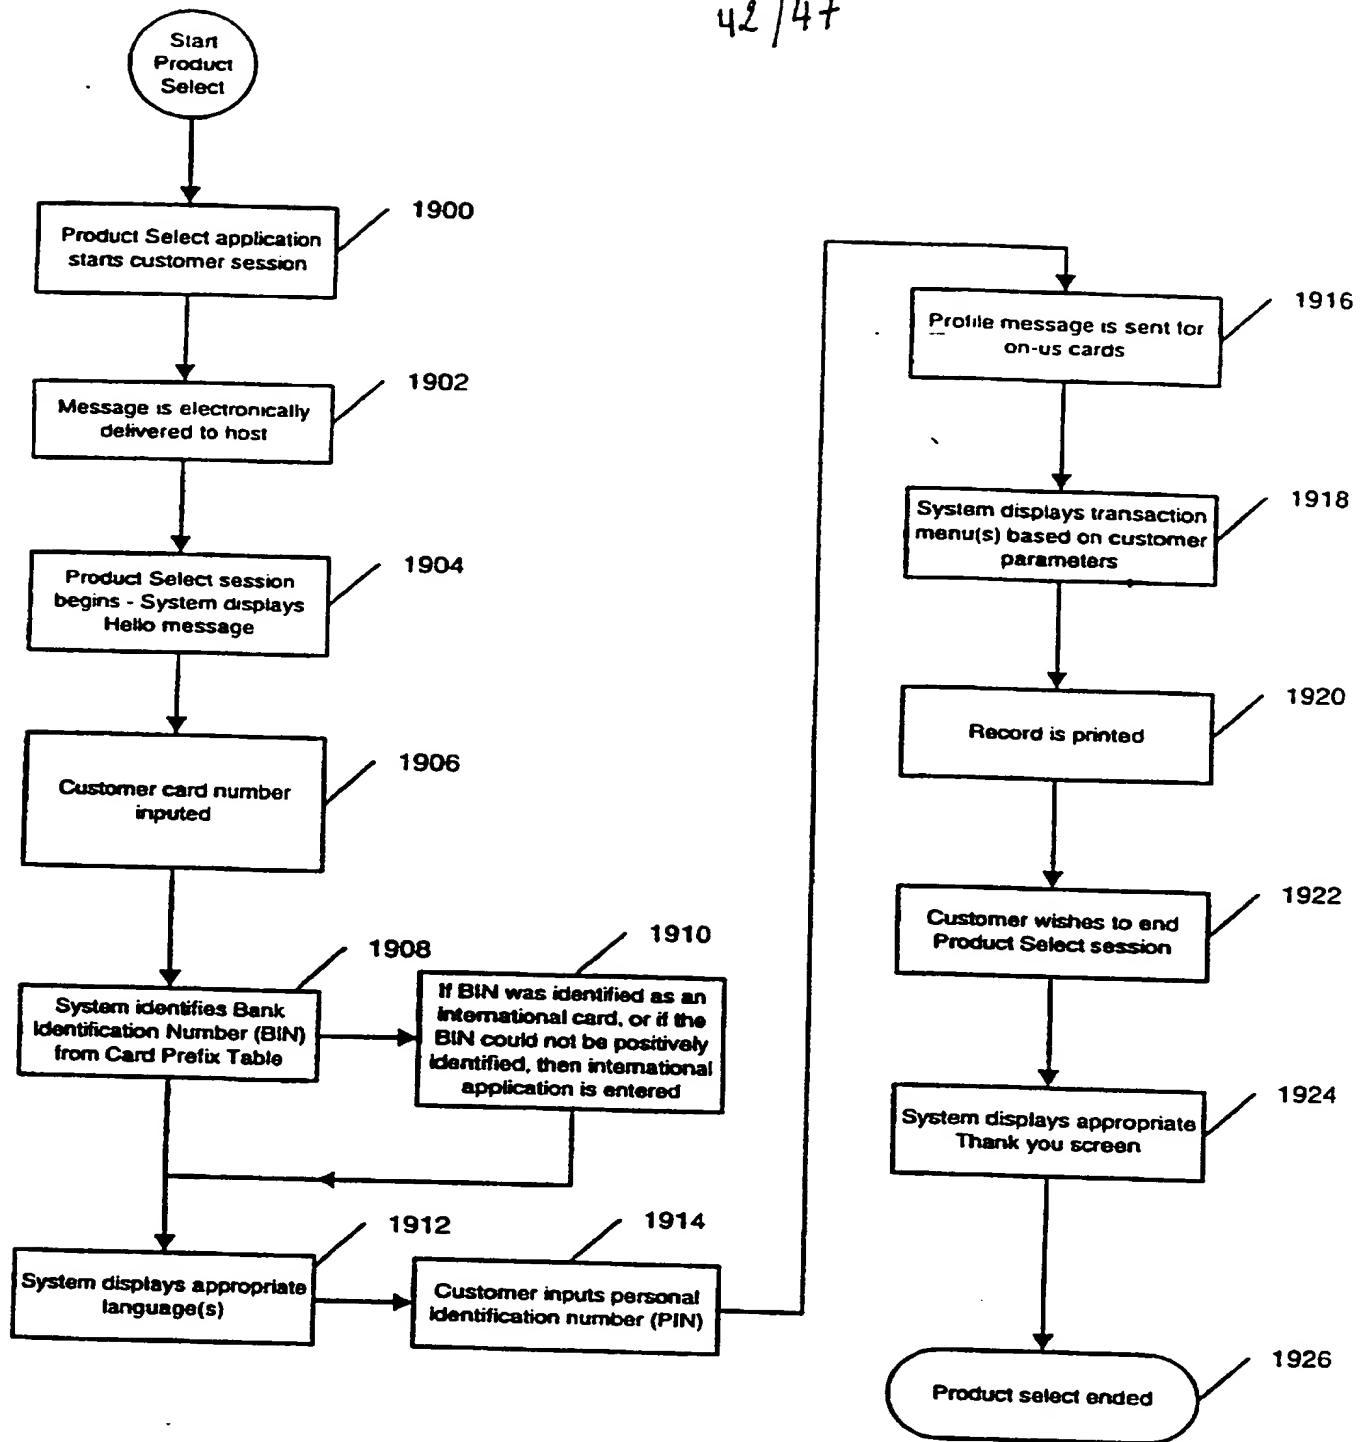 42/47
Start
Product
Select
1900
Product Select application
starts customer session
1902
Message is electronically
delivered to host
1904
Product Select session
begins - System displays
Hello message
1906
Customer card number
inputed
1908
System identifies Bank
Identification Number (BIN)
from Card Prefix Table
1910
If BIN was identified as an
international card, or if the
BIN could not be positively
identified, then international
application is entered
1912
System displays appropriate
language(s)
1914
Customer inputs personal
identification number (PIN)
1916
Profile message is sent for
on-us cards
1918
System displays transaction
menu(s) based on customer
parameters
1920
Record is printed
1922
Customer wishes to end
Product Select session
1924
System displays appropriate
Thank you screen
1926
Product select ended